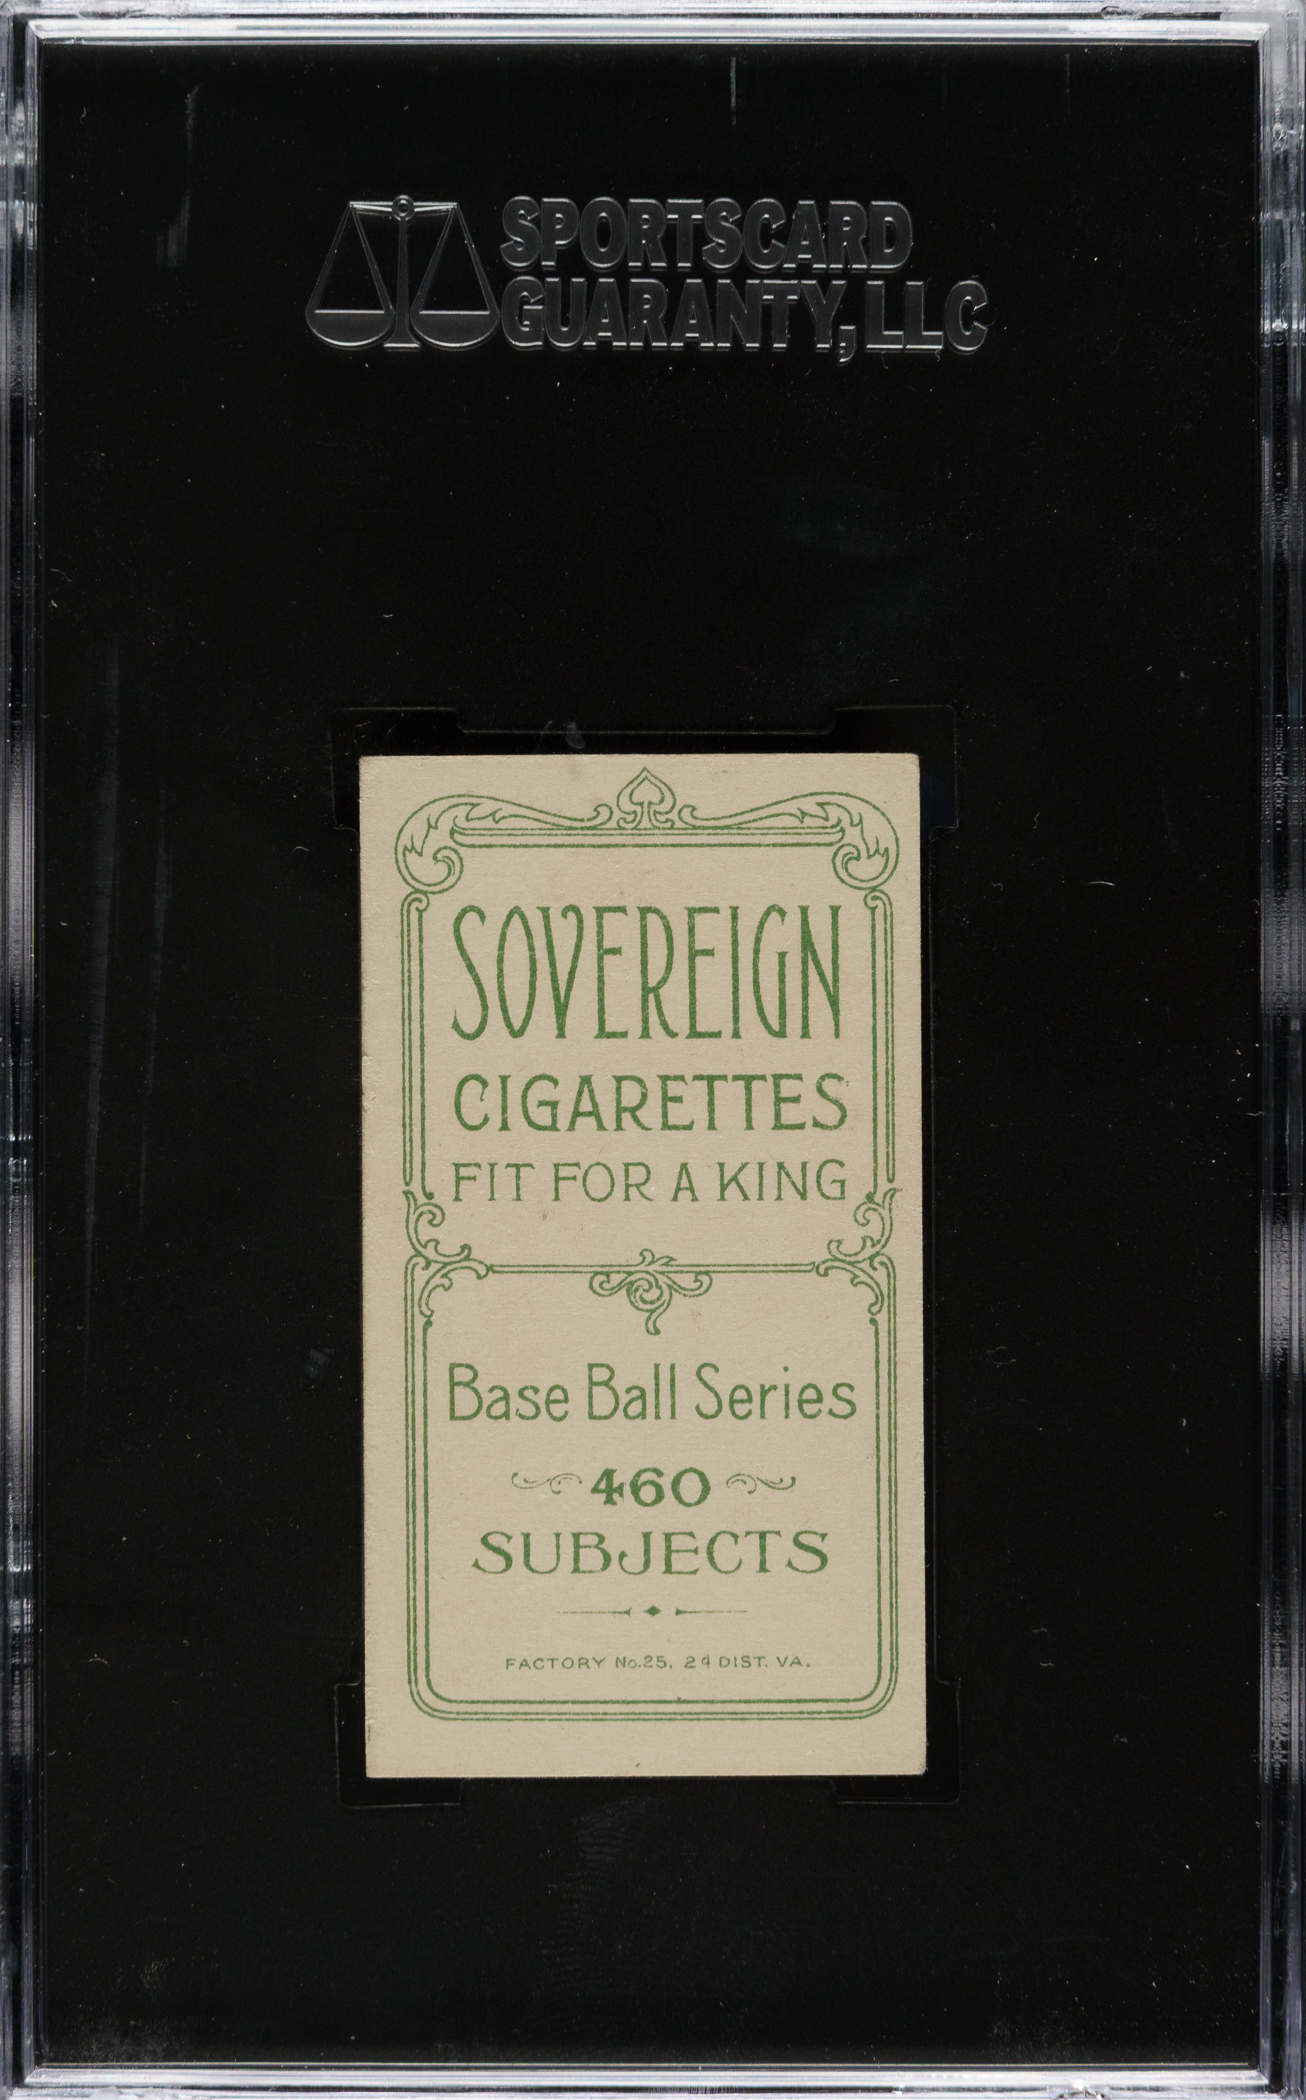 SPORTSCARD
GUARANTY, LLC
SOVEREIGN
CIGARETTES
FIT FOR A KING
Base Ball Series
460
SUBJECTS
FACTORY No. 25, 2d DIST. VA.